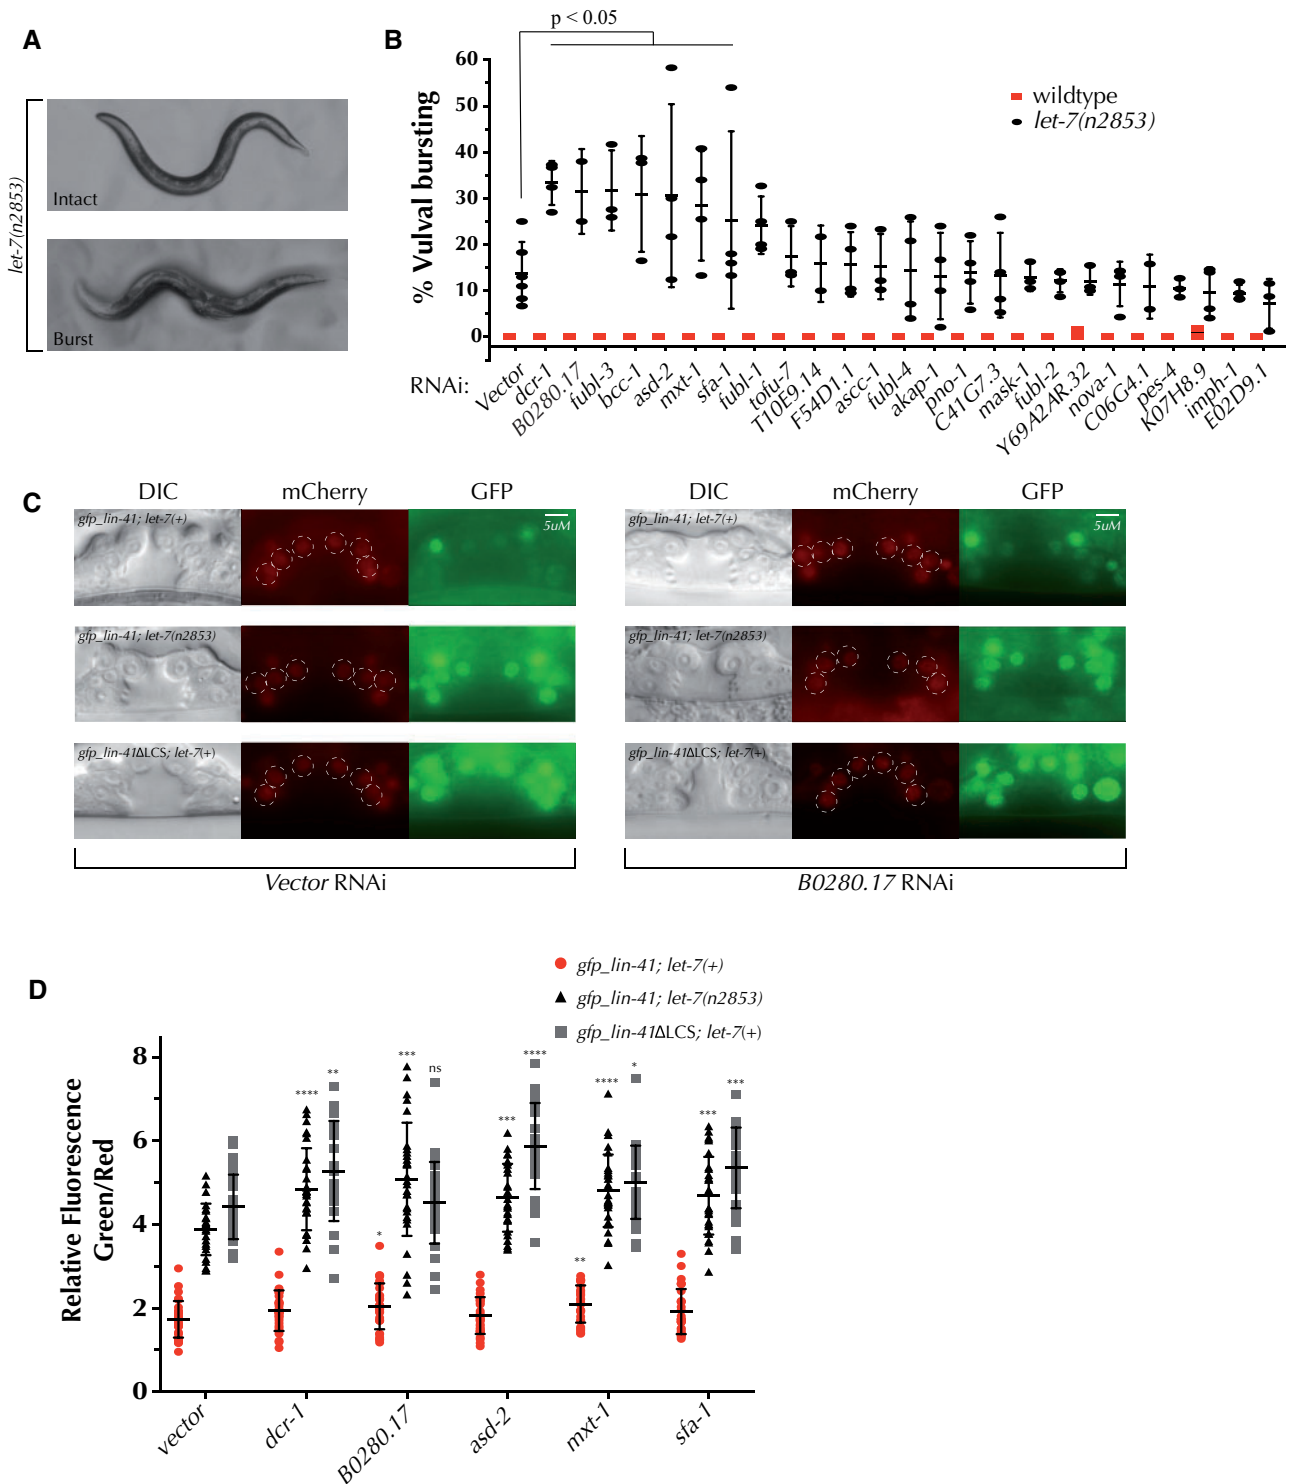 A
let-7(n2853)
Intact
Burst
B
p < 0.05
% Vulval bursting
60
50
40
30
20
10
0
wildtype
let-7(n2853)
RNAi:
Vector
dcr-1
B0280.17
fubl-3
bcc-1
asd-2
mxt-1
sfa-1
fubl-1
tofu-7
T10E9.14
F54D1.1
ascc-1
fubl-4
akap-1
pno-1
C41G7.3
mask-1
fubl-2
Y69A2AR.32
nova-1
C06G4.1
pes-4
K07H8.9
imph-1
E02D9.1
C
DIC mCherry GFP
gfp_lin-41; let-7(+)
5uM
gfp_lin-41; let-7(n2853)
gfp_lin-41ΔLCS; let-7(+)
Vector RNAi
DIC mCherry GFP
gfp_lin-41; let-7(+)
5uM
gfp_lin-41; let-7(n2853)
gfp_lin-41ΔLCS; let-7(+)
B0280.17 RNAi
D
gfp_lin-41; let-7(+)
gfp_lin-41; let-7(n2853)
gfp_lin-41ΔLCS; let-7(+)
Relative Fluorescence
Green/Red
8
6
4
2
0
**** **
* *** ns
*** ****
** **** *
*** ***
vector
dcr-1
B0280.17
asd-2
mxt-1
sfa-1